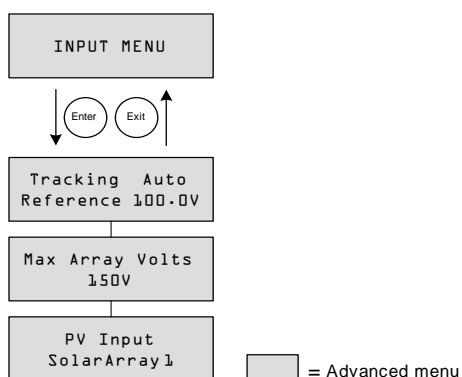 INPUT MENU
Enter Exit
Tracking Auto
Reference 100.0V
Max Array Volts
150V
PV Input
SolarArray1
= Advanced menu